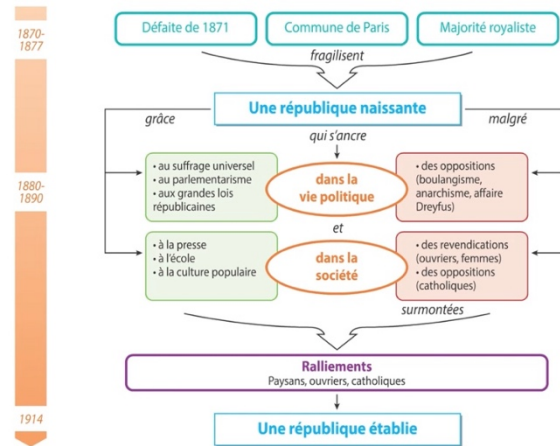 1870-
1877
Défaite de 1871
Commune de Paris
Majorité royaliste
fragilisent
Une république naissante
grâce
malgré
qui s'ancre
1880-
1890
• au suffrage universel
• au parlementarisme
• aux grandes lois
républicaines
dans la
vie politique
• des oppositions
(boulangisme,
anarchisme, affaire
Dreyfus)
et
• à la presse
• à l'école
• à la culture populaire
dans la
société
• des revendications
(ouvriers, femmes)
• des oppositions
(catholiques)
surmontées
Ralliements
Paysans, ouvriers, catholiques
1914
Une république établie